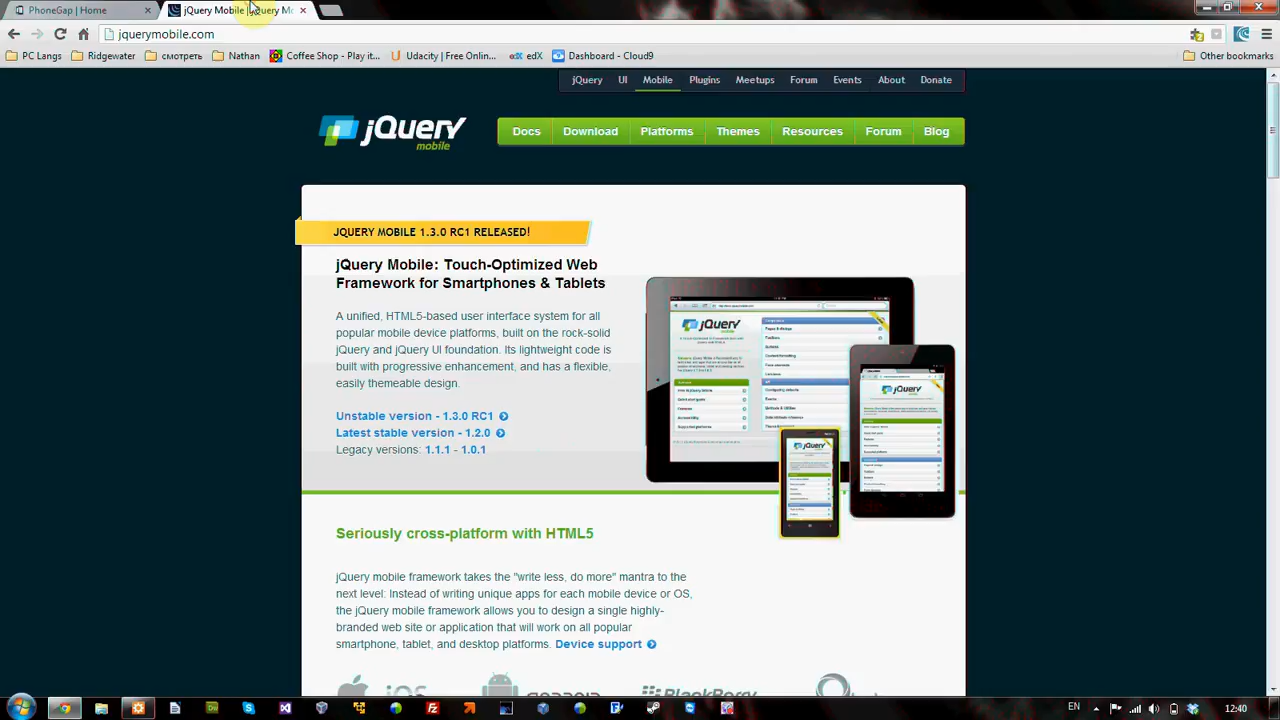 PhoneGap | Home
jQuery Mobile | jQuery Mo
jquerymobile.com
PC Langs
Ridgewater
смотреть
Nathan
Coffee Shop - Play it...
Udacity | Free Onlin...
edX
Dashboard - Cloud9
Other bookmarks
jQuery UI Mobile Plugins Meetups Forum Events About Donate
jQuery
mobile
Docs Download Platforms Themes Resources Forum Blog
JQUERY MOBILE 1.3.0 RC1 RELEASED!
jQuery Mobile: Touch-Optimized Web
Framework for Smartphones & Tablets
A unified, HTML5-based user interface system for all
popular mobile device platforms, built on the rock-solid
jQuery and jQuery UI foundation. Its lightweight code is
built with progressive enhancement, and has a flexible,
easily themeable design.
Unstable version - 1.3.0 RC1
Latest stable version - 1.2.0
Legacy versions: 1.1.1 - 1.0.1
Seriously cross-platform with HTML5
jQuery mobile framework takes the "write less, do more" mantra to the
next level: Instead of writing unique apps for each mobile device or OS,
the jQuery mobile framework allows you to design a single highly-
branded web site or application that will work on all popular
smartphone, tablet, and desktop platforms. Device support
iOS
ANDROID
BlackBerry
EN
12:40